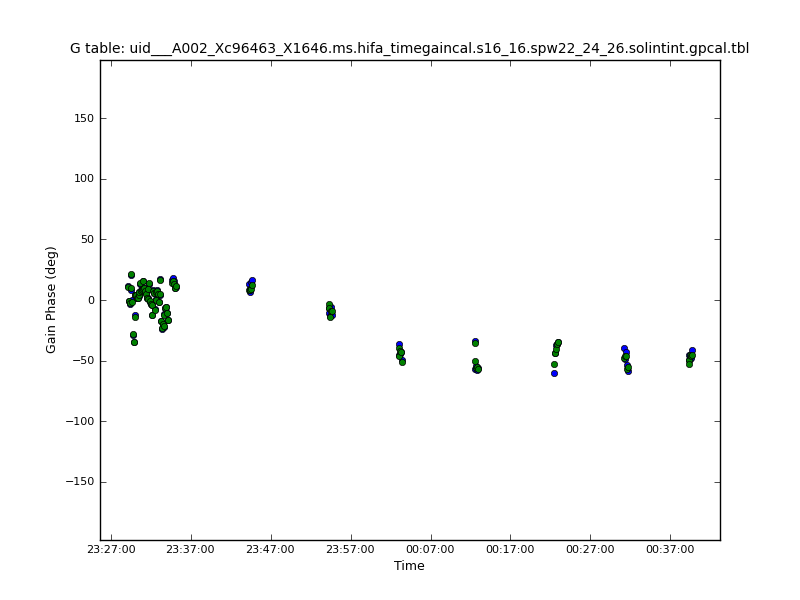 G table: uid___A002_Xc96463_X1646.ms.hifa_timegaincal.s16_16.spw22_24_26.solintint.gpcal.tbl
150
100
50
0
−50
−100
−150
Gain Phase (deg)
23:27:00 23:37:00 23:47:00 23:57:00 00:07:00 00:17:00 00:27:00 00:37:00
Time